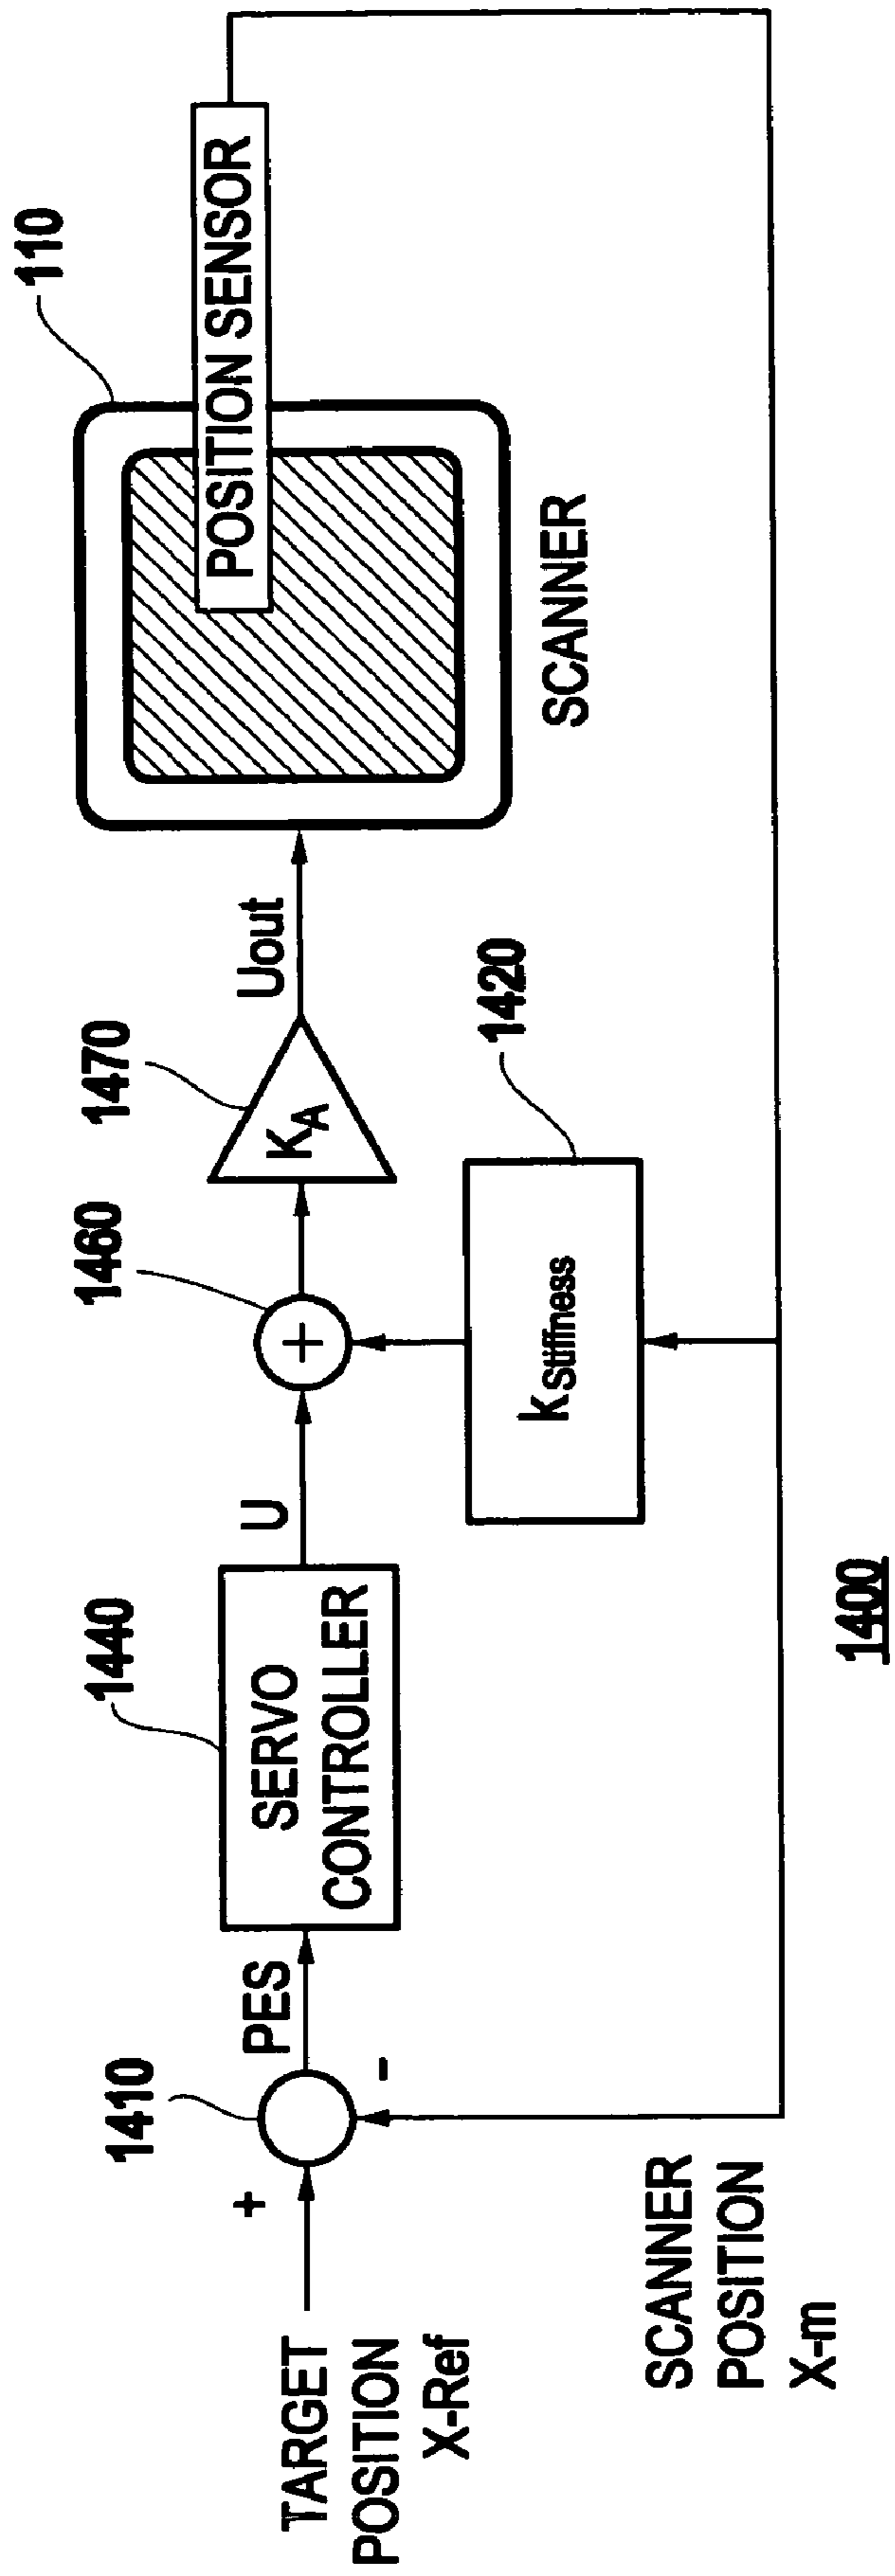 110
POSITION SENSOR
SCANNER
Uout
1470
KA
1420
1460
kStiffness
U
1440
SERVO
CONTROLLER
PES
1410
-
+
TARGET
POSITION
X-Ref
SCANNER
POSITION
X-m
1400